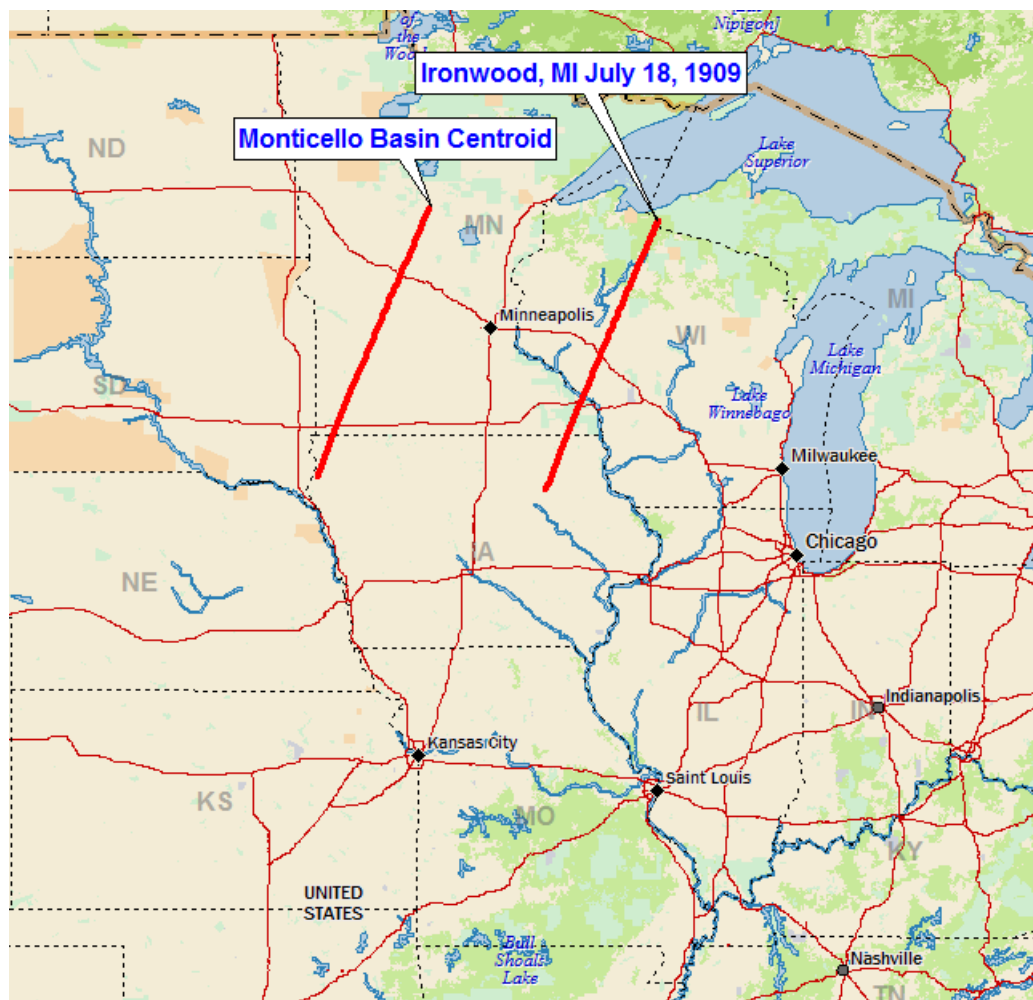 of
the
Nipigon]
Ironwood, MI July 18, 1909
Monticello Basin Centroid
ND
Lake
Superior
MN
MI
Minneapolis
WI
Lake
Michigan
SD
Lake
Winnebago
Milwaukee
Chicago
IA
NE
Indianapolis
IL
IN
Kansas City
Saint Louis
KS
MO
KY
UNITED
STATES
Bull
Shoals
Lake
Nashville
TN